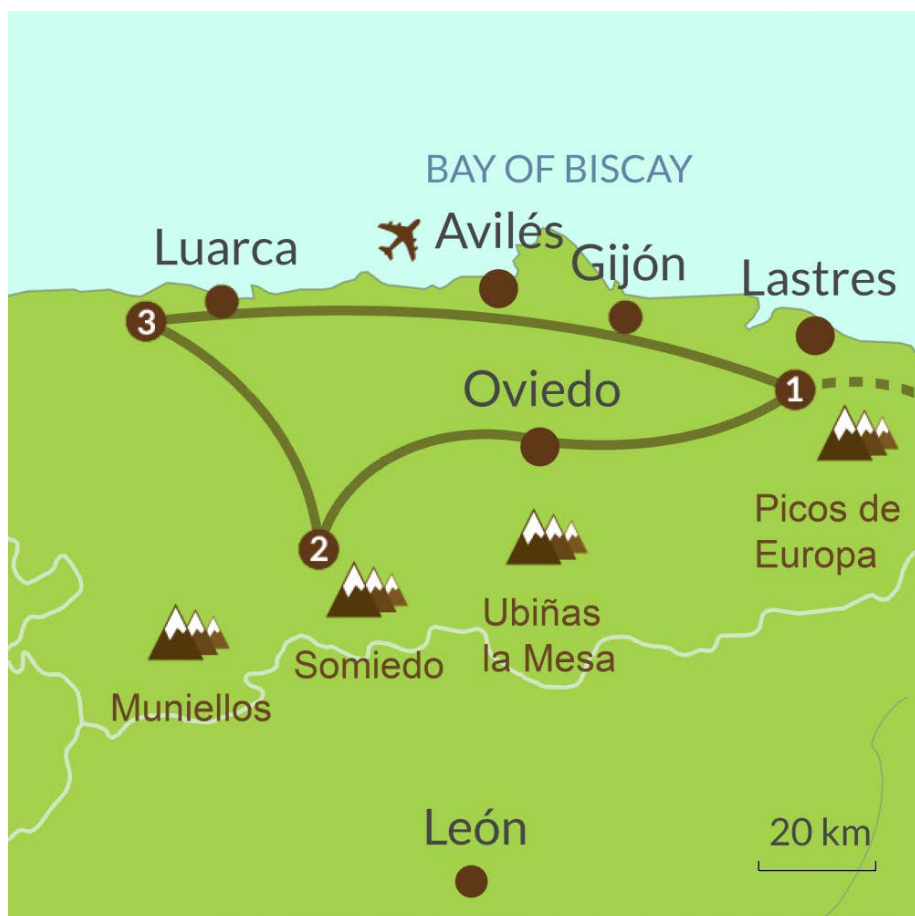 BAY OF BISCAY
Avilés
Luarca
Gijón
Lastres
3
Oviedo
1
Picos de
Europa
2
Ubiñas
la Mesa
Somiedo
Muniellos
León
20 km